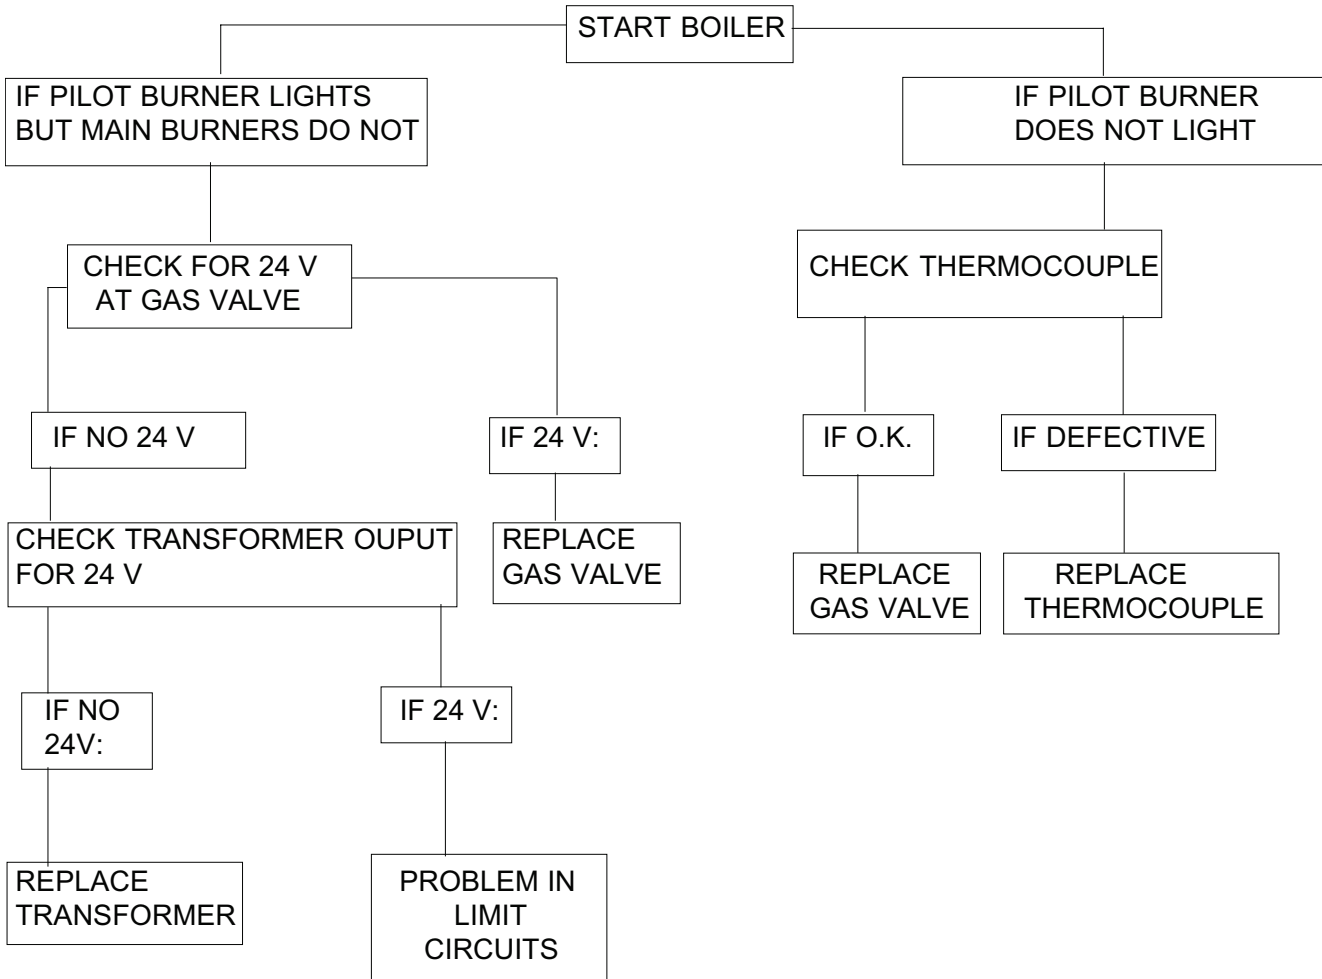 START BOILER
IF PILOT BURNER LIGHTS
BUT MAIN BURNERS DO NOT
IF PILOT BURNER
DOES NOT LIGHT
CHECK FOR 24 V
AT GAS VALVE
CHECK THERMOCOUPLE
IF NO 24 V
IF 24 V:
IF O.K.
IF DEFECTIVE
CHECK TRANSFORMER OUPUT
FOR 24 V
REPLACE
GAS VALVE
REPLACE
GAS VALVE
REPLACE
THERMOCOUPLE
IF NO
24V:
IF 24 V:
REPLACE
TRANSFORMER
PROBLEM IN
LIMIT
CIRCUITS